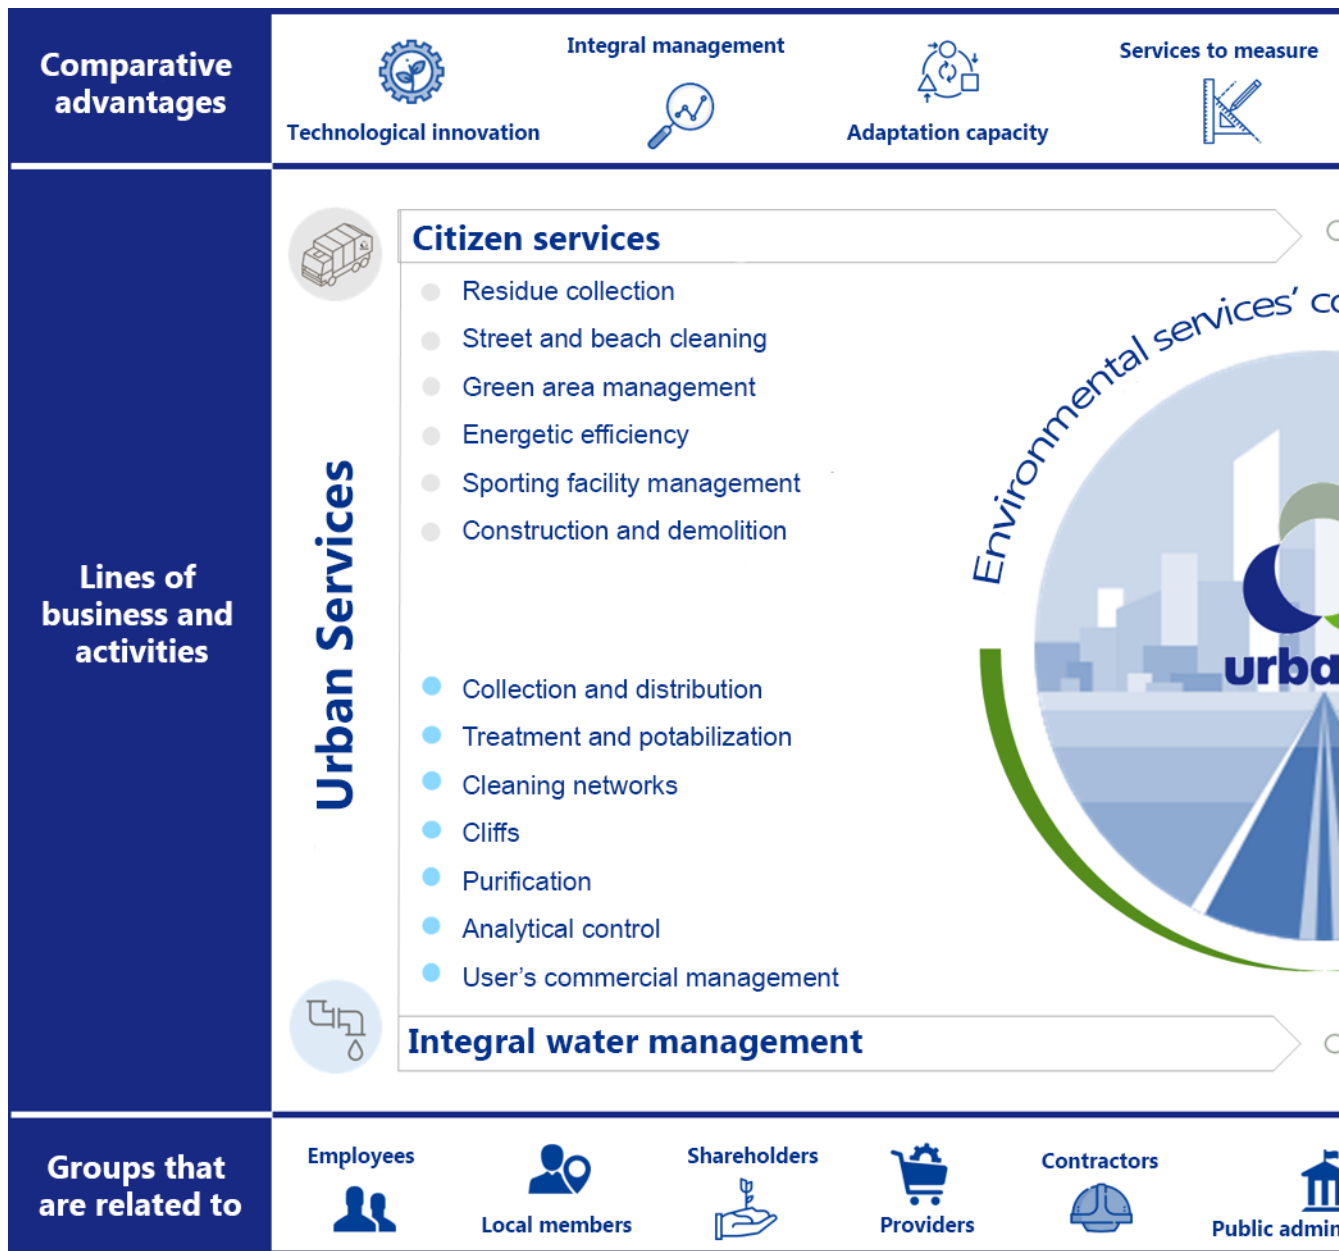 Comparative
advantages
Technological innovation
Integral management
Adaptation capacity
Services to measure
Lines of
business and
activities
Urban Services
Citizen services
Residue collection
Street and beach cleaning
Green area management
Energetic efficiency
Sporting facility management
Construction and demolition
Collection and distribution
Treatment and potabilization
Cleaning networks
Cliffs
Purification
Analytical control
User’s commercial management
Integral water management
Environmental services’
Groups that
are related to
Employees
Local members
Shareholders
Providers
Contractors
Public